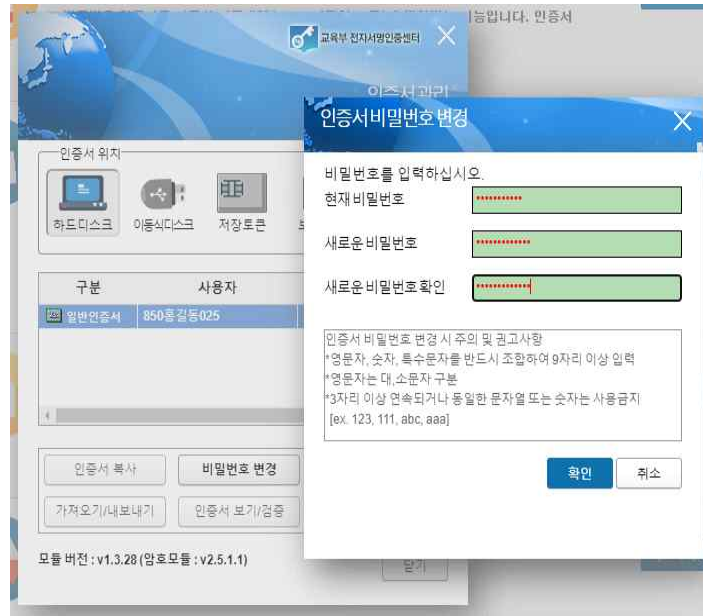 능합니다. 인증서
교육부 전자서명인증센터
인증서관리
인증서비밀번호변경
인증서 위치
하드디스크 이동식디스크 저장토큰
구분 사용자
일반인증서 850홍길동025
인증서 복사 비밀번호 변경
가져오기/내보내기 인증서 보기/검증
모듈 버전 : v1.3.28 (암호모듈 : v2.5.1.1)
닫기
비밀번호를 입력하십시오.
현재비밀번호
새로운비밀번호
새로운비밀번호확인
인증서 비밀번호 변경 시 주의 및 권고사항
*영문자, 숫자, 특수문자를 반드시 조합하여 9자리 이상 입력
*영문자는 대,소문자 구분
*3자리 이상 연속되거나 동일한 문자열 또는 숫자는 사용금지
[ex. 123, 111, abc, aaa]
확인 취소